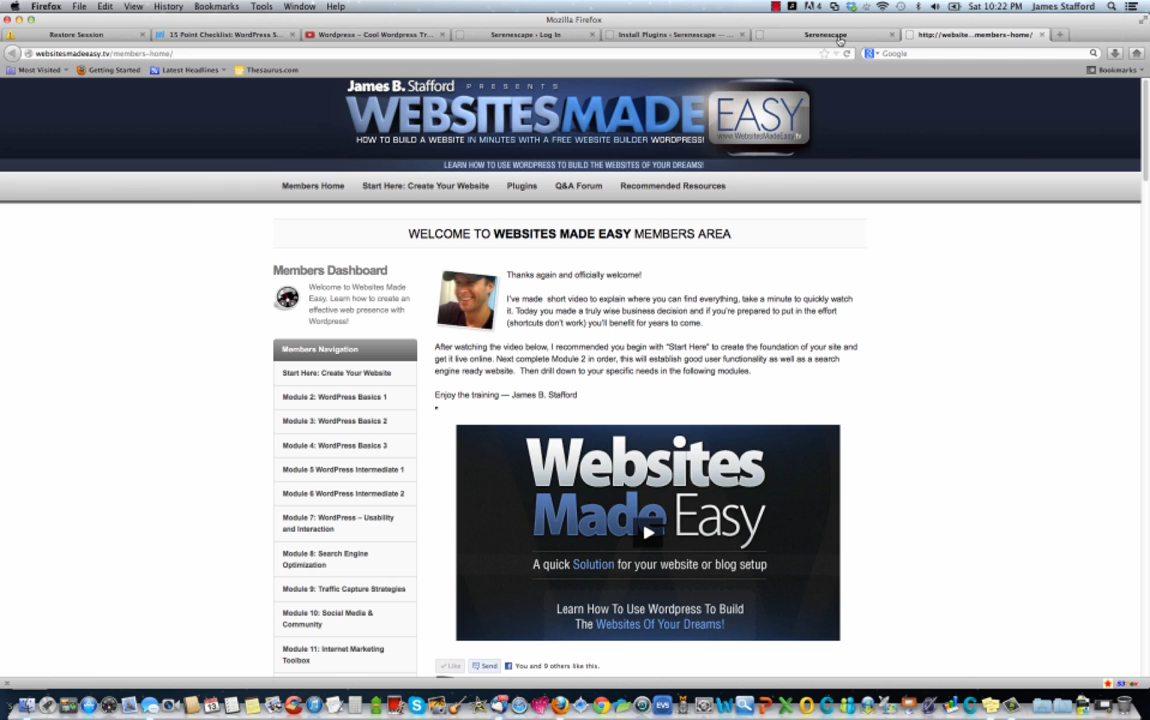 Firefox File Edit View History Bookmarks Tools Window Help
4 Sat 10:22 PM James Stafford
Mozilla Firefox
Restore Session
15 Point Checklist: WordPress S...
Wordpress – Cool Wordpress Tr...
Serenescape › Log In
Install Plugins ‹ Serenescape — ...
Serenescape
http://website...members-home/
websitesmadeeasy.tv/members-home/
Google
Most Visited Getting Started Latest Headlines Thesaurus.com
Bookmarks
James B. Stafford PRESENTS
WEBSITESMADE EASY
www.WebsitesMadeEasy.tv
HOW TO BUILD A WEBSITE IN MINUTES WITH A FREE WEBSITE BUILDER WORDPRESS!
LEARN HOW TO USE WORDPRESS TO BUILD THE WEBSITES OF YOUR DREAMS!
Members Home Start Here: Create Your Website Plugins Q&A Forum Recommended Resources
WELCOME TO WEBSITES MADE EASY MEMBERS AREA
Members Dashboard
Welcome to Websites Made
Easy. Learn how to create an
effective web presence with
Wordpress!
Members Navigation
Start Here: Create Your Website
Module 2: WordPress Basics 1
Module 3: WordPress Basics 2
Module 4: WordPress Basics 3
Module 5 WordPress Intermediate 1
Module 6 WordPress Intermediate 2
Module 7: WordPress – Usability
and Interaction
Module 8: Search Engine
Optimization
Module 9: Traffic Capture Strategies
Module 10: Social Media &
Community
Module 11: Internet Marketing
Toolbox
Thanks again and officially welcome!
I've made short video to explain where you can find everything, take a minute to quickly watch
it. Today you made a truly wise business decision and if you're prepared to put in the effort
(shortcuts don't work) you'll benefit for years to come.
After watching the video below, I recommended you begin with "Start Here" to create the foundation of your site and
get it live online. Next complete Module 2 in order, this will establish good user functionality as well as a search
engine ready website. Then drill down to your specific needs in the following modules.
Enjoy the training — James B. Stafford
Websites
Made Easy
A quick Solution for your website or blog setup
Learn How To Use Wordpress To Build
The Websites Of Your Dreams!
Like Send You and 9 others like this.
53